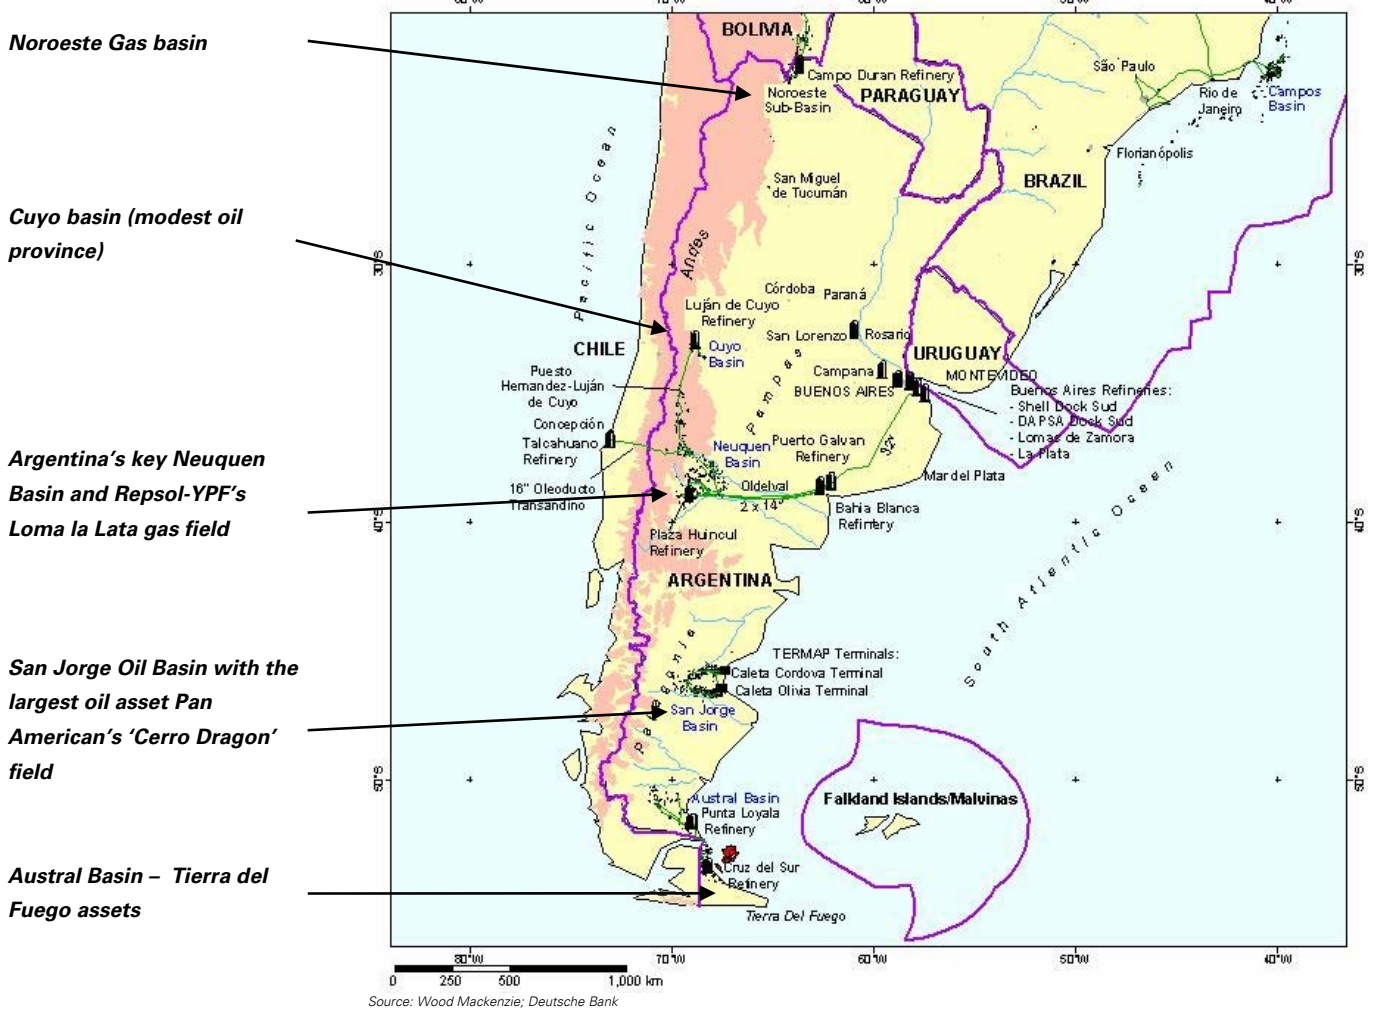 Noroeste Gas basin
Cuyo basin (modest oil
province)
Argentina's key Neuquen
Basin and Repsol-YPF's
Loma la Lata gas field
San Jorge Oil Basin with the
largest oil asset Pan
American's 'Cerro Dragon'
field
Austral Basin – Tierra del
Fuego assets
BOLIVIA
Campo Duran Refinery
Noroeste
Sub-Basin
PARAGUAY
São Paulo
Rio de
Janeiro
Campos
Basin
Florianópolis
BRAZIL
San Miguel
de Tucumán
Pacific Ocean
Andes
30°S
30°S
Córdoba
Paraná
Luján de Cuyo
Refinery
San Lorenzo
Rosario
CHILE
Cuyo
Basin
Pampas
URUGUAY
Campana
MONTEVIDEO
BUENOS AIRES
Buenos Aires Refineries:
- Shell Dock Sud
- DAPSA Dock Sud
- Lomas de Zamora
- La Plata
Puesto
Hernandez-Luján
de Cuyo
Concepción
Talcahuano
Refinery
Neuquen
Basin
Puerto Galvan
Refinery
32"
Mar del Plata
16" Oleoducto
Transandino
Oldelval
2 x 14"
Bahia Blanca
Refinery
40°S
40°S
Plaza Huincul
Refinery
ARGENTINA
South Atlantic Ocean
Patagonia
TERMAP Terminals:
Caleta Cordova Terminal
Caleta Olivia Terminal
San Jorge
Basin
50°S
50°S
Austral Basin
Punta Loyala
Refinery
Falkland Islands/Malvinas
Cruz del Sur
Refinery
Tierra Del Fuego
80°W
70°W
60°W
50°W
40°W
0 250 500 1,000 km
Source: Wood Mackenzie; Deutsche Bank